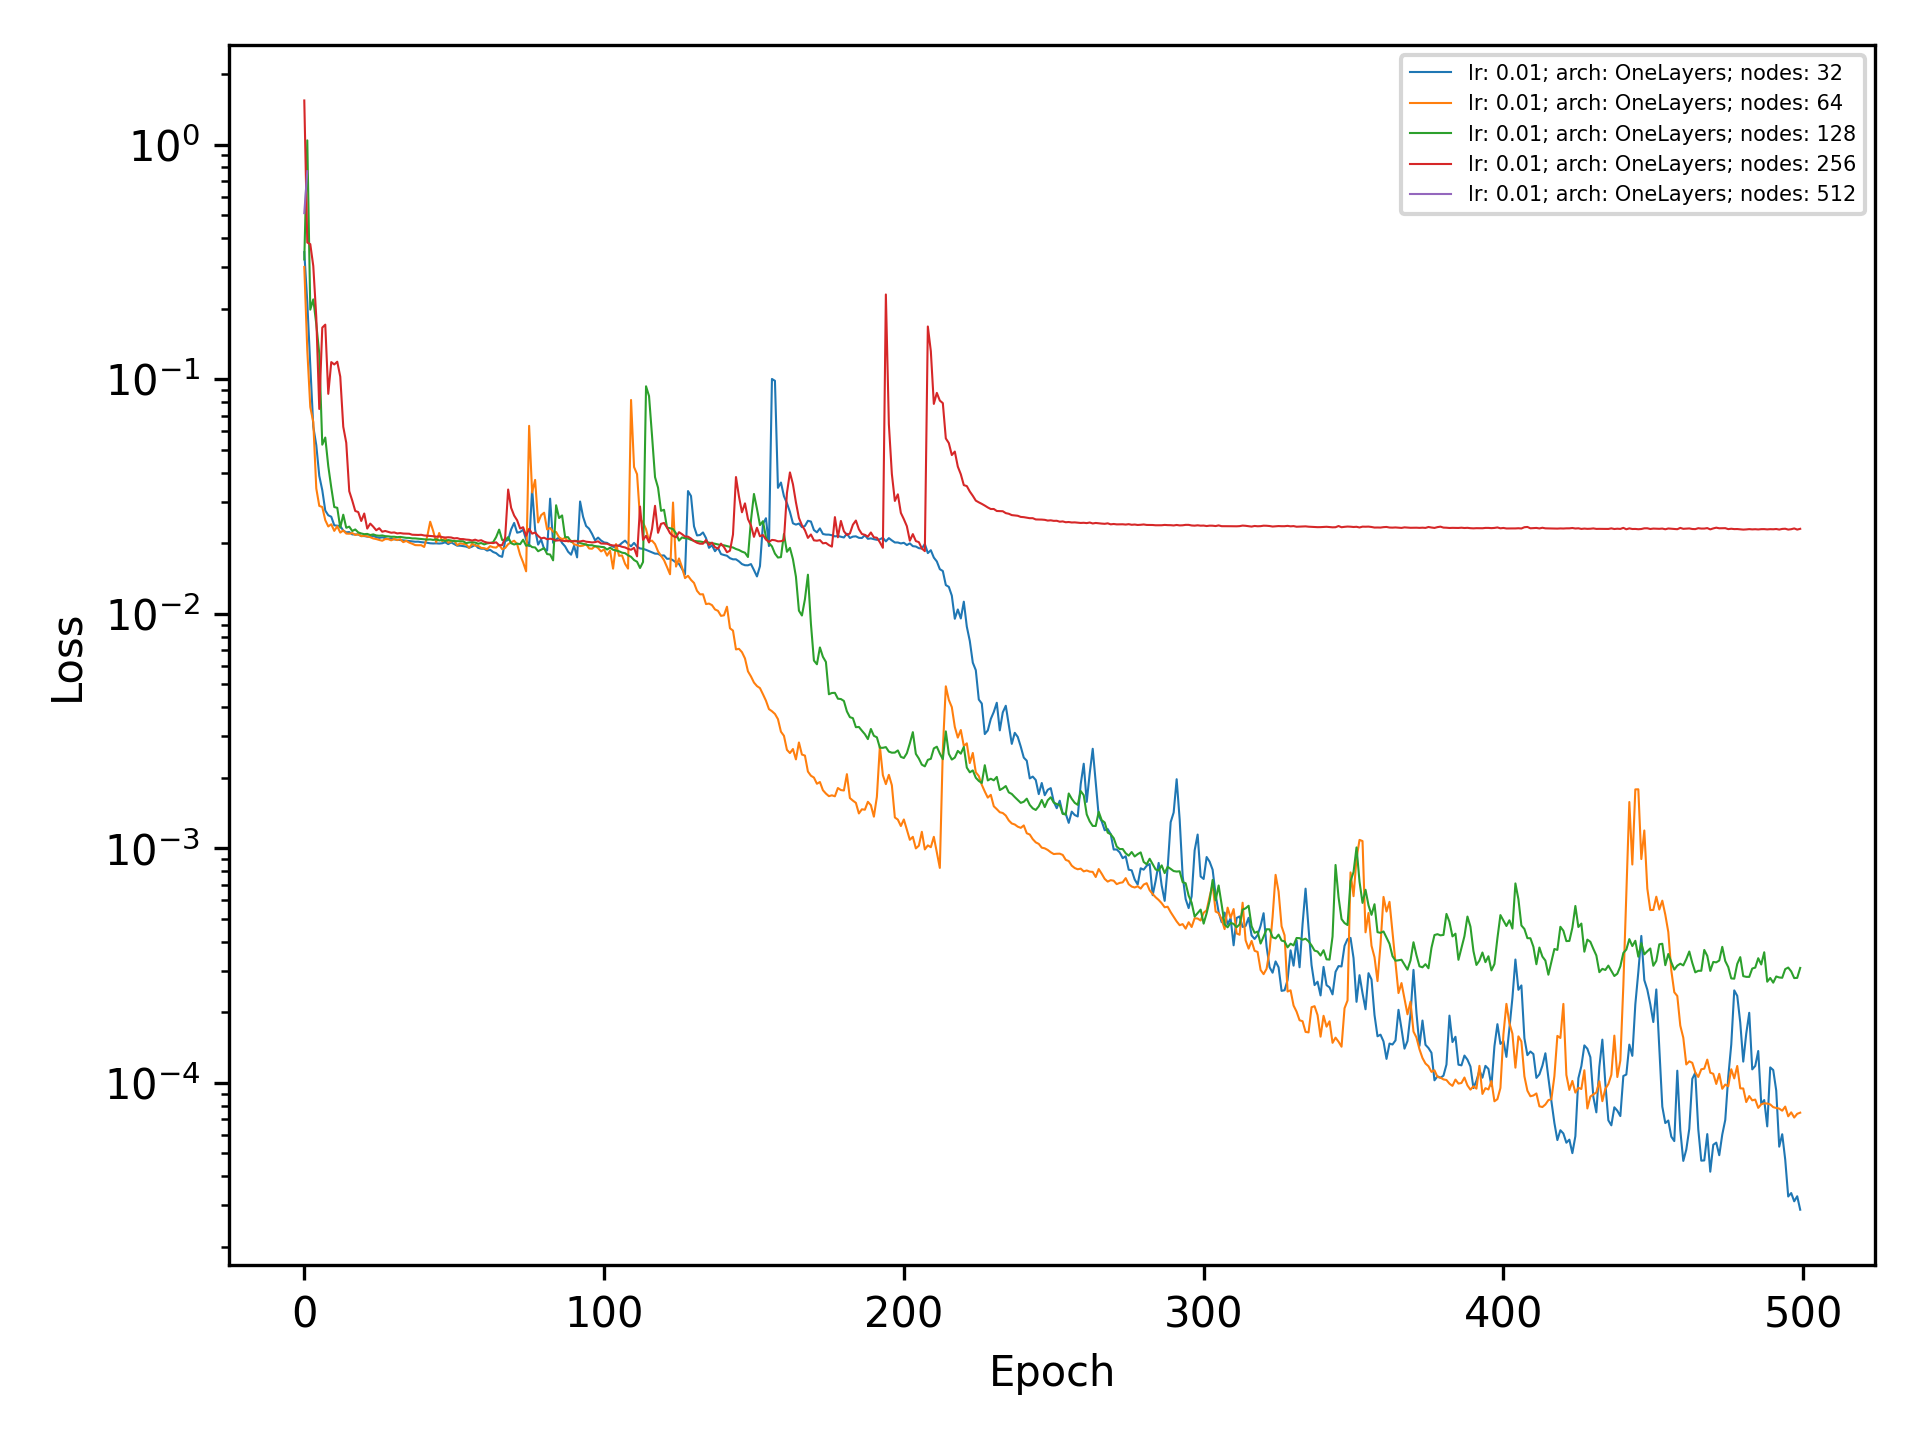 lr: 0.01; arch: OneLayers; nodes: 32
lr: 0.01; arch: OneLayers; nodes: 64
lr: 0.01; arch: OneLayers; nodes: 128
lr: 0.01; arch: OneLayers; nodes: 256
lr: 0.01; arch: OneLayers; nodes: 512
10⁰
10⁻¹
10⁻²
10⁻³
10⁻⁴
Loss
0 100 200 300 400 500
Epoch